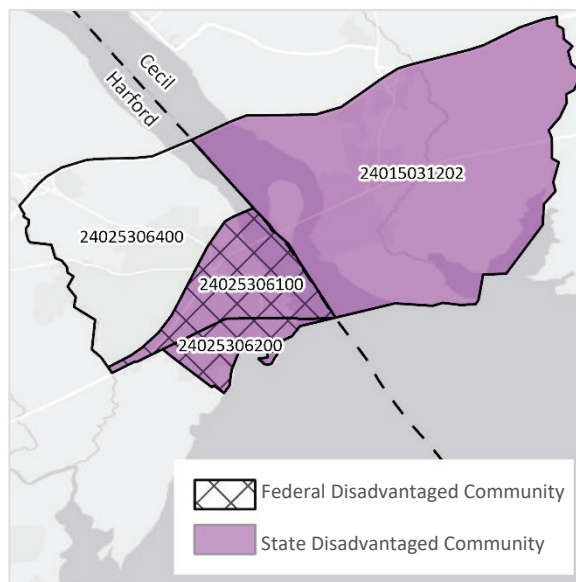 Cecil
Harford
24015031202
24025306400
24025306100
24025306200
Federal Disadvantaged Community
State Disadvantaged Community